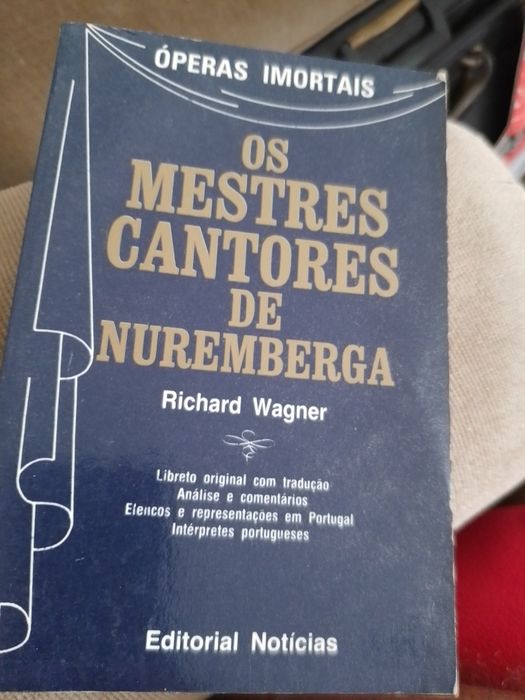 ÓPERAS IMORTAIS
OS
MESTRES
CANTORES
DE
NUREMBERGA
Richard Wagner
Libreto original com tradução
Análise e comentários
Elencos e representações em Portugal
Intérpretes portugueses
Editorial Notícias